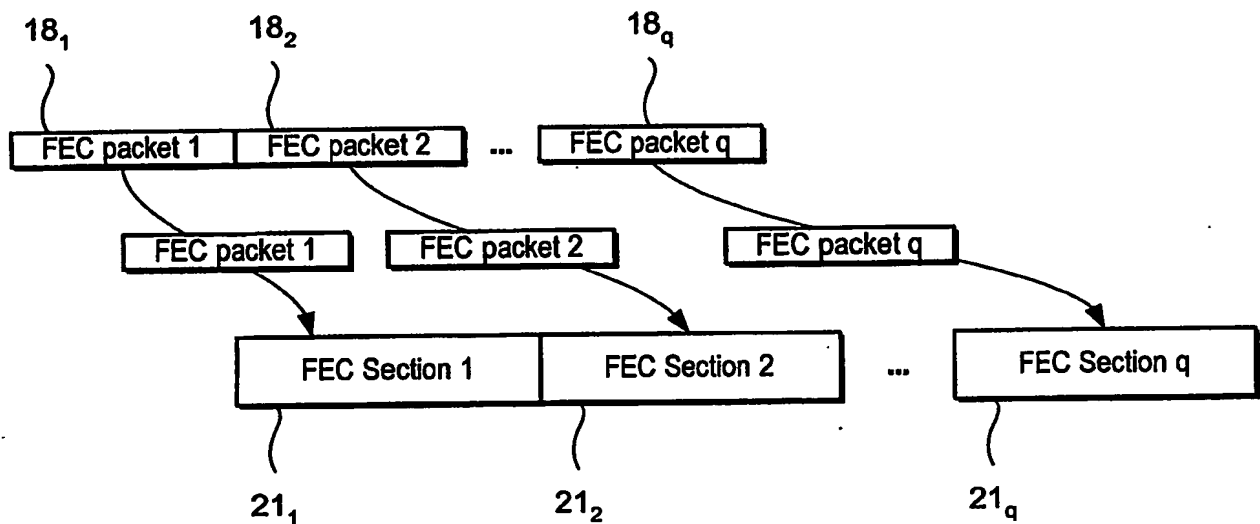 18₁ 18₂ 18q
FEC packet 1 FEC packet 2 ... FEC packet q
FEC packet 1 FEC packet 2 FEC packet q
FEC Section 1 FEC Section 2 ... FEC Section q
21₁ 21₂ 21q